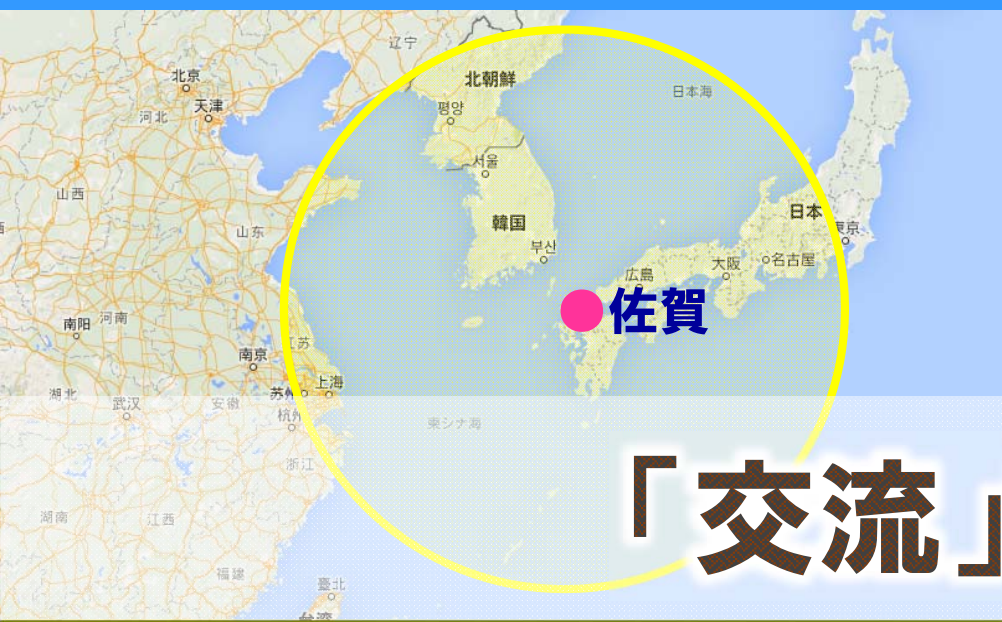 辽宁
北京
北朝鮮
日本海
天津
河北
평양
서울
山西
韓国
日本
山东
부산
東京
広島
大阪
名古屋
佐賀
南阳
河南
南京
江苏
上海
苏州
湖北
武汉
安徽
杭州
東シナ海
浙江
「交流」
湖南
江西
福建
臺北
台湾